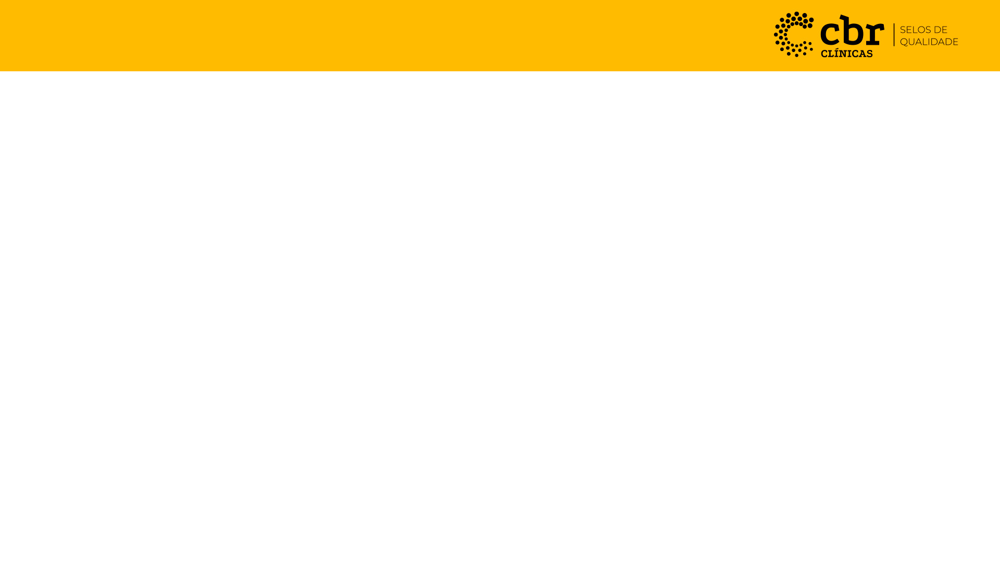 cbr
CLÍNICAS
SELOS DE
QUALIDADE